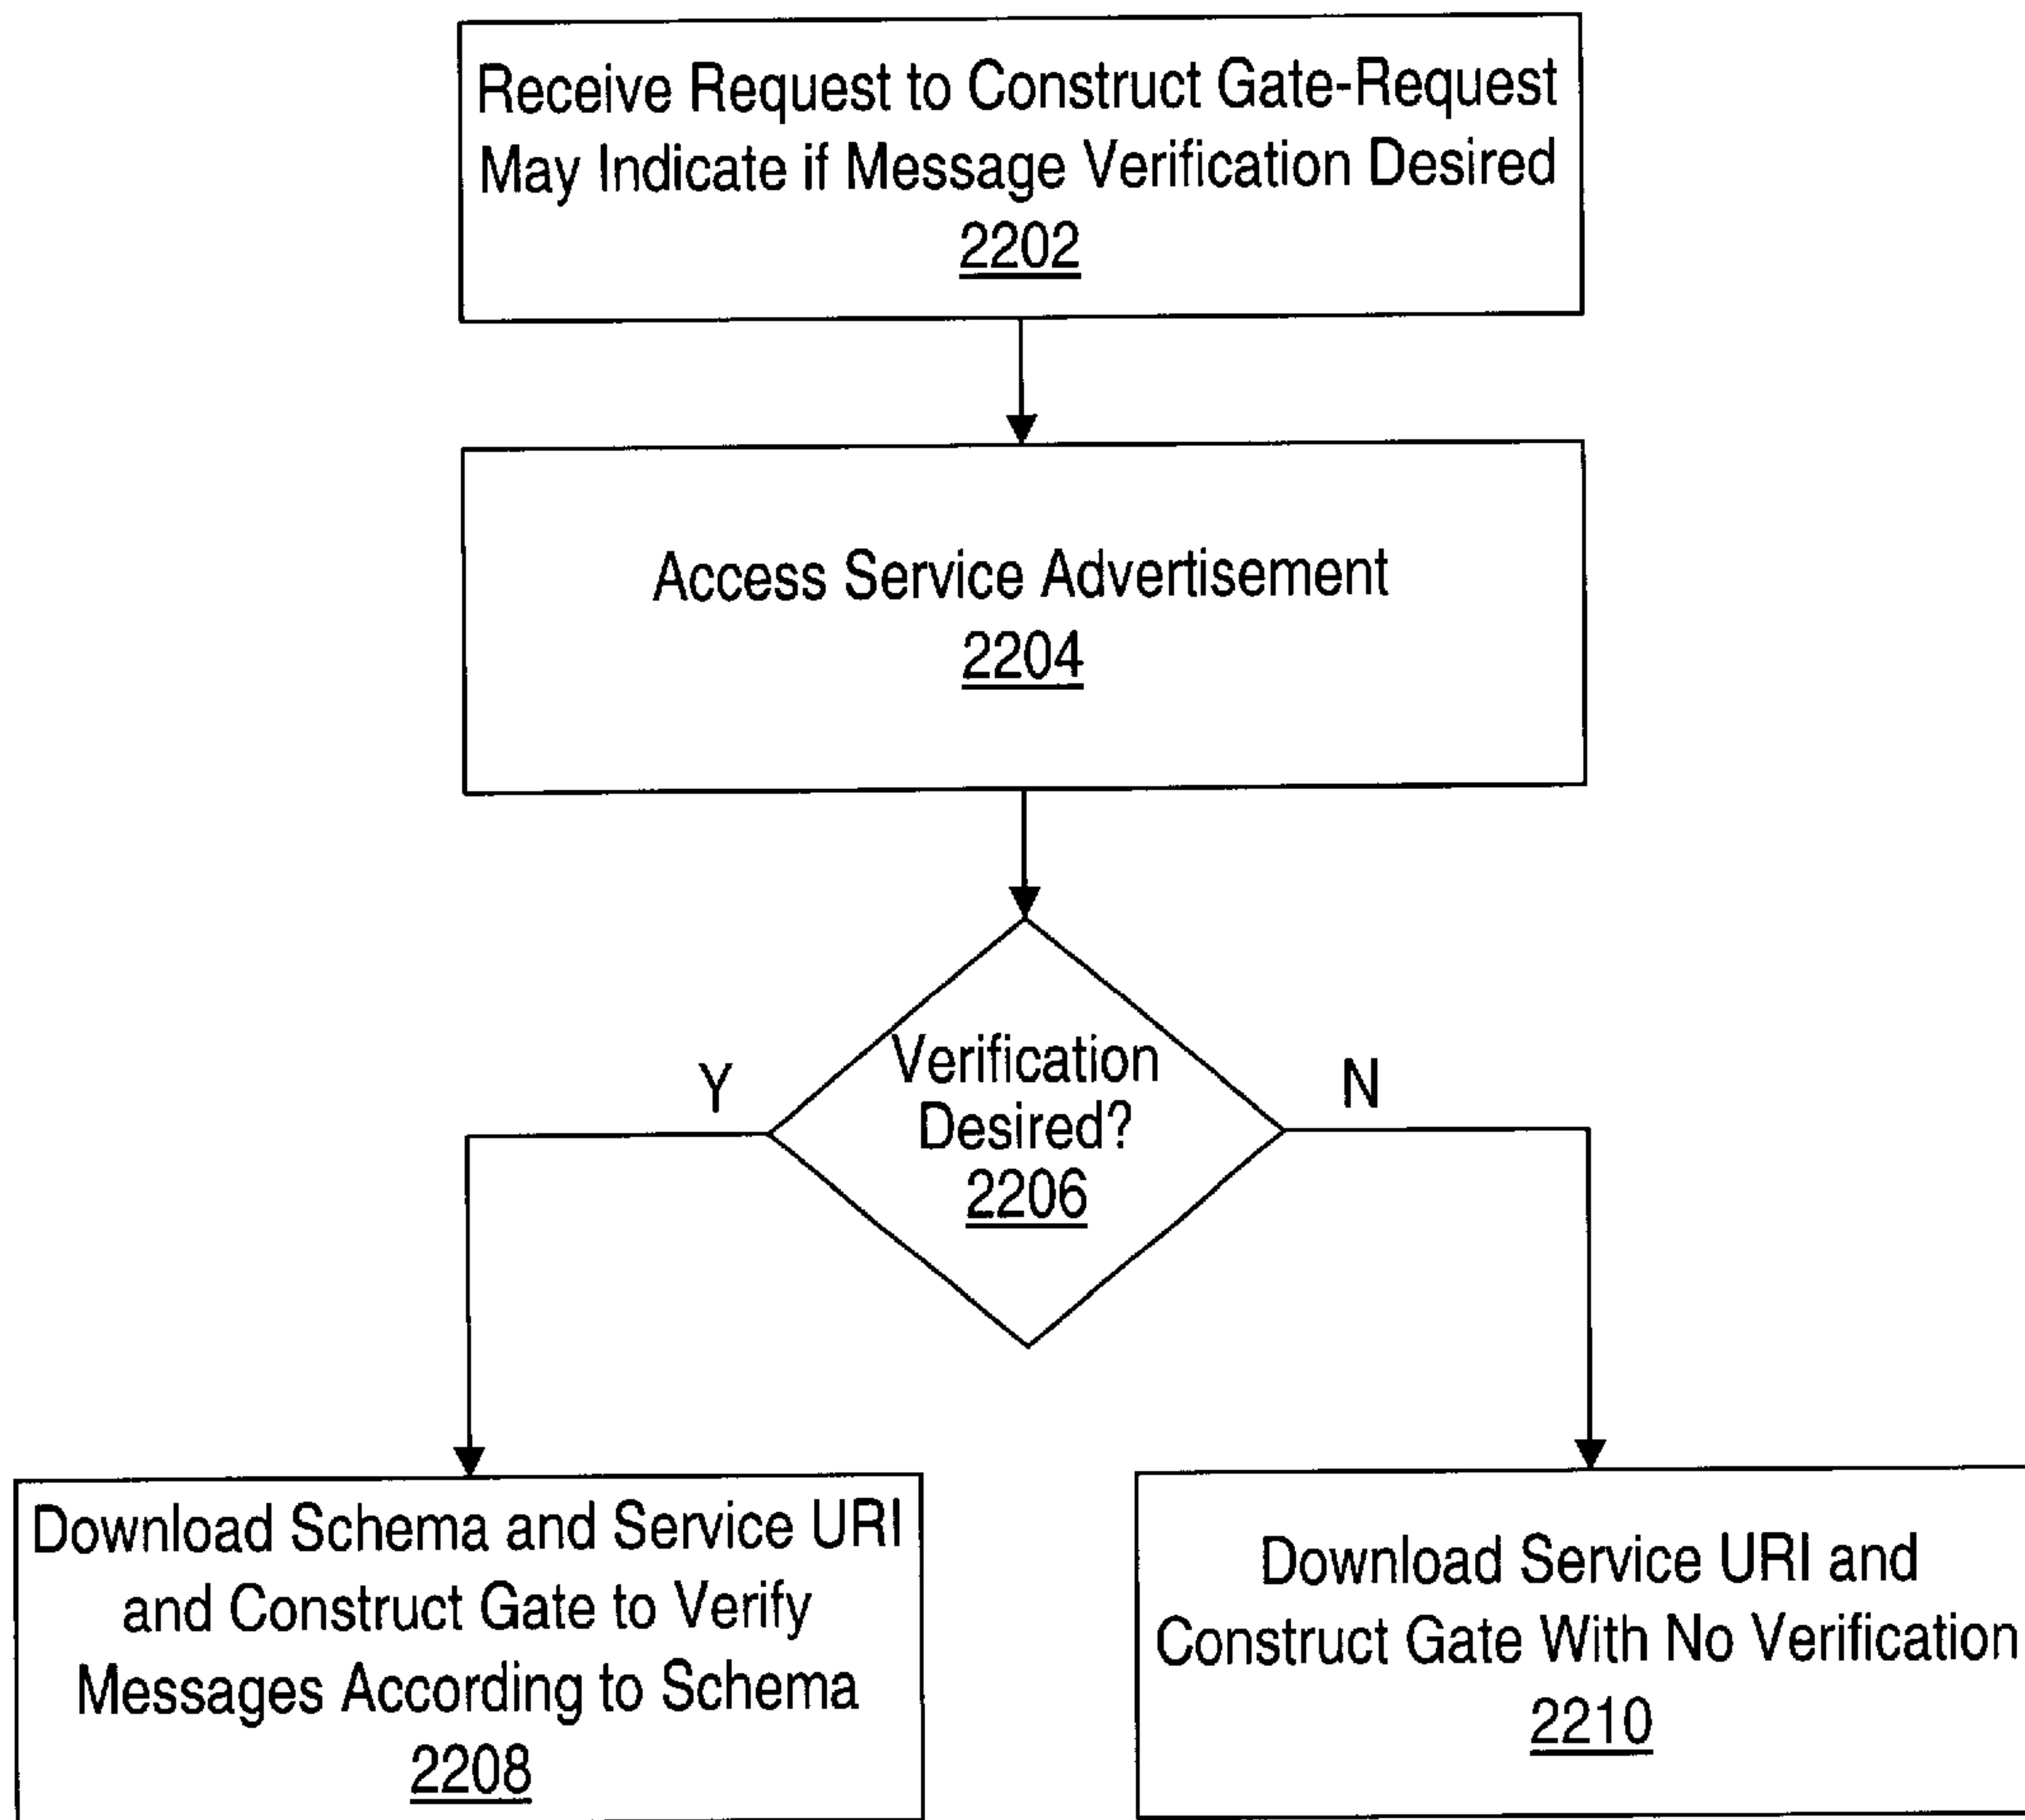 Receive Request to Construct Gate-Request
May Indicate if Message Verification Desired
2202
Access Service Advertisement
2204
Verification
Desired?
2206
Y
N
Download Schema and Service URI
and Construct Gate to Verify
Messages According to Schema
2208
Download Service URI and
Construct Gate With No Verification
2210